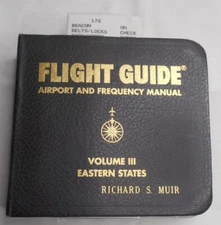 172
BEACON ON
BELTS/LOCKS CHECK
FLIGHT GUIDE®
AIRPORT AND FREQUENCY MANUAL
VOLUME III
EASTERN STATES
RICHARD S. MUIR